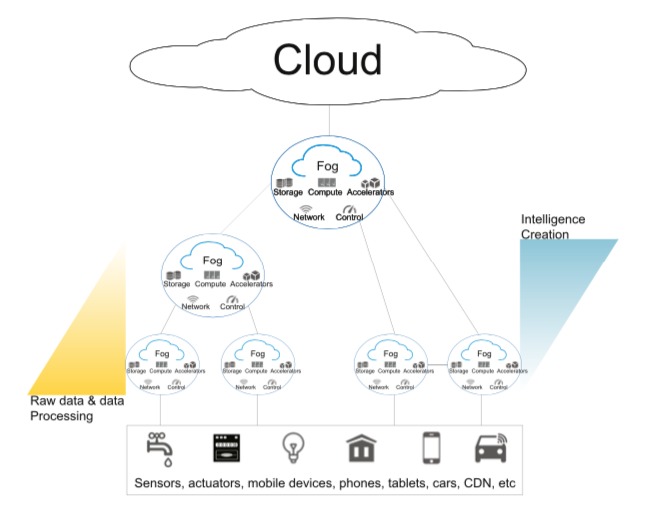 Cloud
Fog
Storage Compute Accelerators
Network Control
Intelligence
Creation
Fog
Storage Compute Accelerators
Network Control
Fog
Storage Compute Accelerators
Network Control
Fog
Storage Compute Accelerators
Network Control
Fog
Storage Compute Accelerators
Network Control
Fog
Storage Compute Accelerators
Network Control
Raw data & data
Processing
Sensors, actuators, mobile devices, phones, tablets, cars, CDN, etc